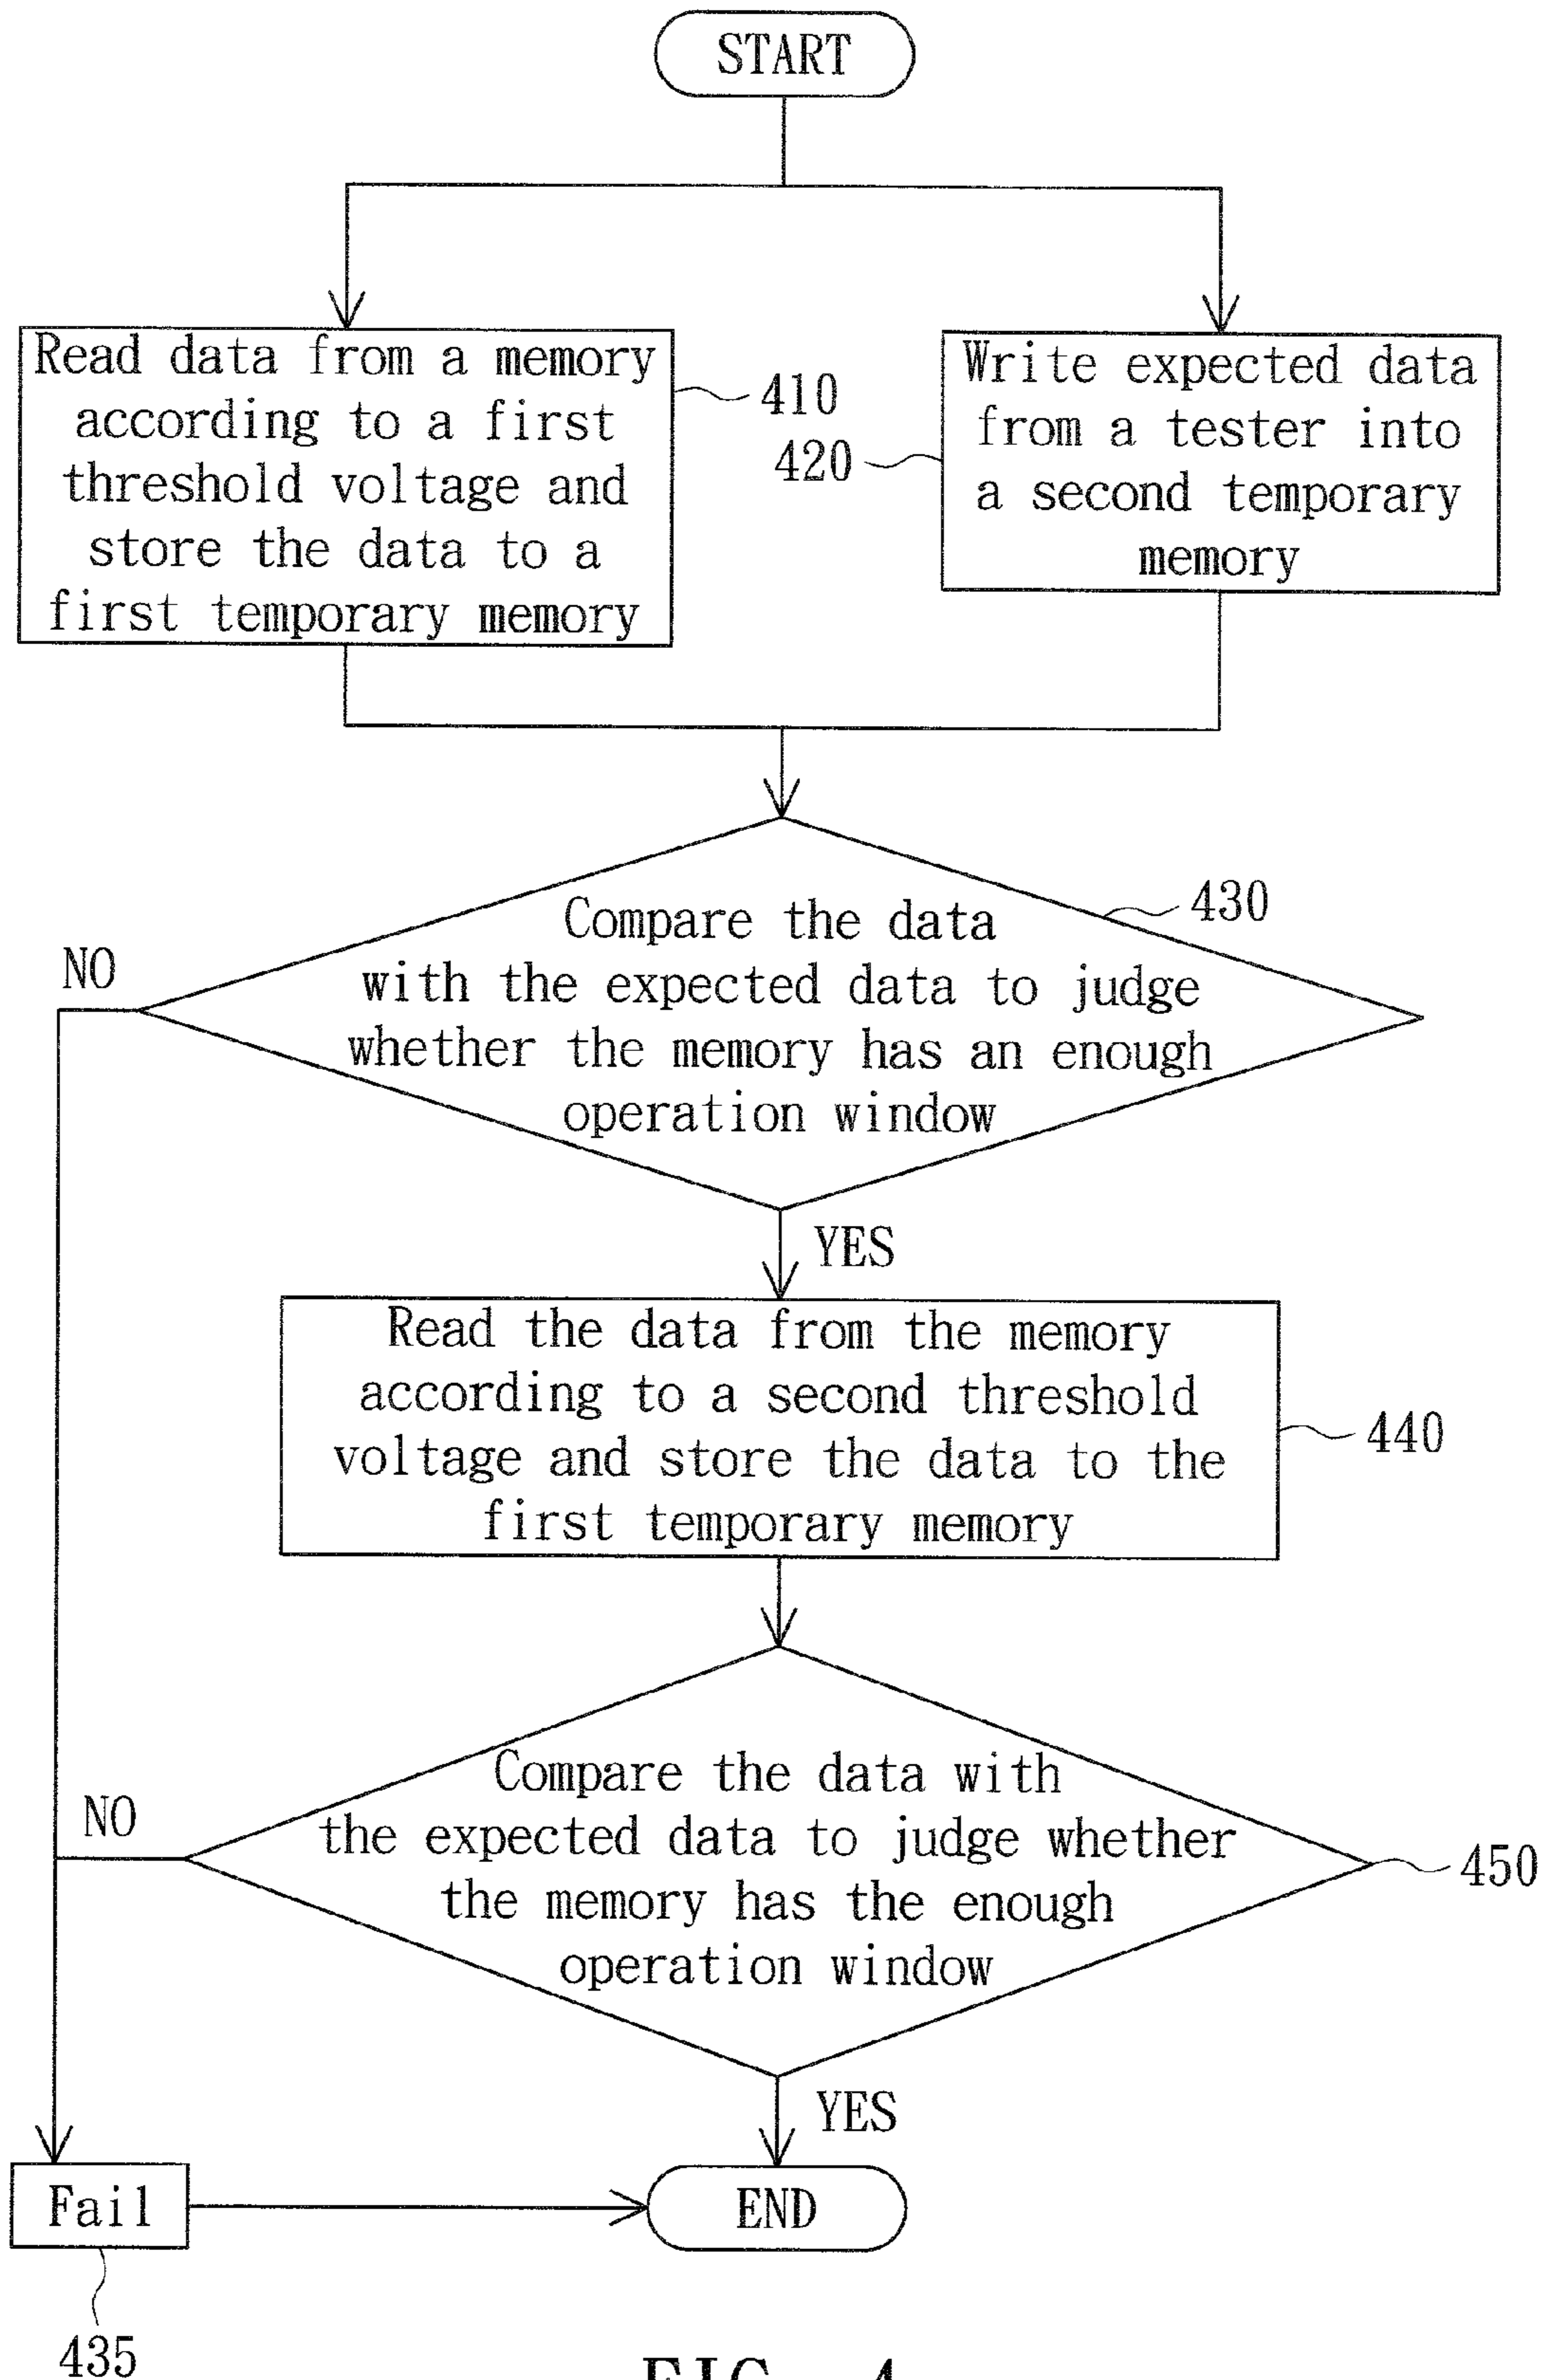 START
Read data from a memory
according to a first
threshold voltage and
store the data to a
first temporary memory
410
Write expected data
from a tester into
a second temporary
memory
420
Compare the data
with the expected data to judge
whether the memory has an enough
operation window
430
NO
YES
Read the data from the memory
according to a second threshold
voltage and store the data to the
first temporary memory
440
Compare the data with
the expected data to judge whether
the memory has the enough
operation window
450
NO
YES
Fail
END
435
FIG. 4